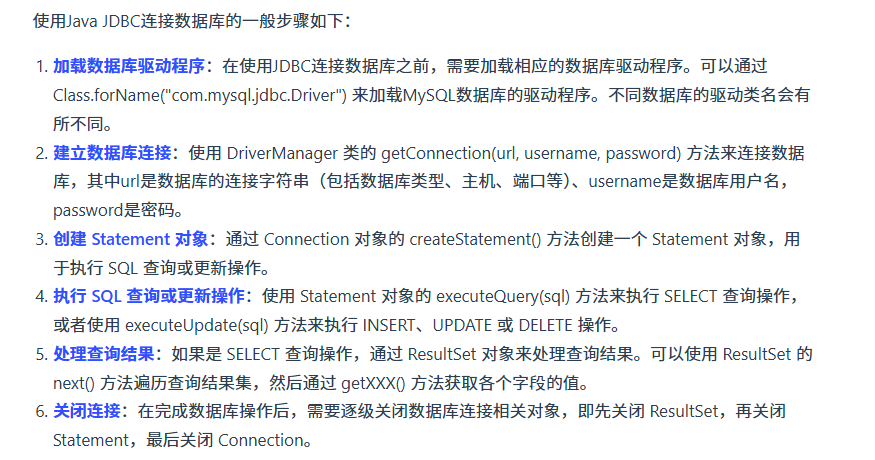 使用Java JDBC连接数据库的一般步骤如下：
1. 加载数据库驱动程序：在使用JDBC连接数据库之前，需要加载相应的数据库驱动程序。可以通过
Class.forName("com.mysql.jdbc.Driver") 来加载MySQL数据库的驱动程序。不同数据库的驱动类名会有
所不同。
2. 建立数据库连接：使用 DriverManager 类的 getConnection(url, username, password) 方法来连接数据
库，其中url是数据库的连接字符串（包括数据库类型、主机、端口等）、username是数据库用户名，
password是密码。
3. 创建 Statement 对象：通过 Connection 对象的 createStatement() 方法创建一个 Statement 对象，用
于执行 SQL 查询或更新操作。
4. 执行 SQL 查询或更新操作：使用 Statement 对象的 executeQuery(sql) 方法来执行 SELECT 查询操作，
或者使用 executeUpdate(sql) 方法来执行 INSERT、UPDATE 或 DELETE 操作。
5. 处理查询结果：如果是 SELECT 查询操作，通过 ResultSet 对象来处理查询结果。可以使用 ResultSet 的
next() 方法遍历查询结果集，然后通过 getXXX() 方法获取各个字段的值。
6. 关闭连接：在完成数据库操作后，需要逐级关闭数据库连接相关对象，即先关闭 ResultSet，再关闭
Statement，最后关闭 Connection。